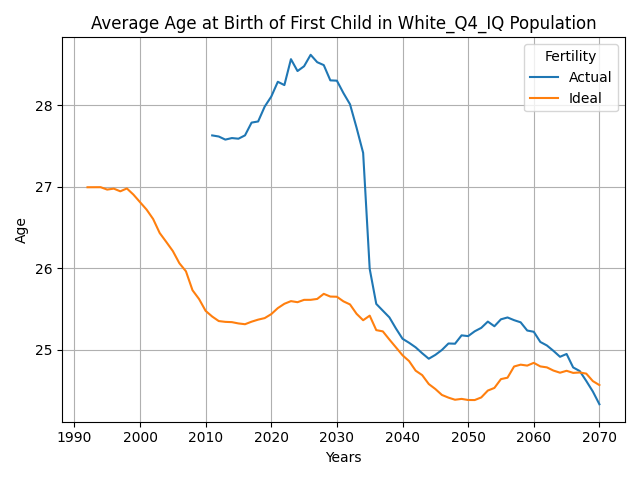 Average Age at Birth of First Child in White_Q4_IQ Population
Fertility
Actual
Ideal
Age
28
27
26
25
1990
2000
2010
2020
2030
2040
2050
2060
2070
Years